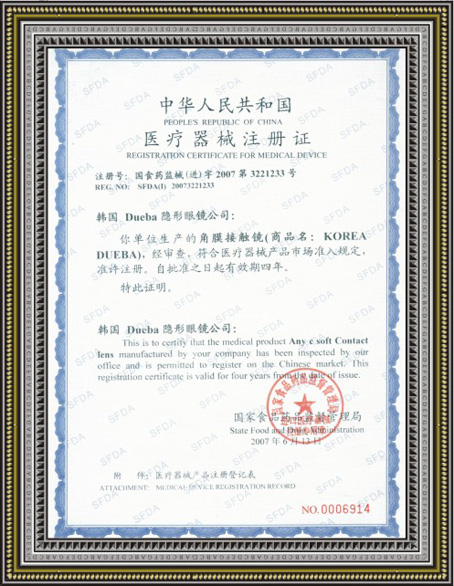 中华人民共和国
PEOPLE'S REPUBLIC OF CHINA
医疗器械注册证
REGISTRATION CERTIFICATE FOR MEDICAL DEVICE
注册号：国食药监械(进)字 2007 第 3221233 号
REG. NO: SFDA(I) 20073221233
韩国 Dueba 隐形眼镜公司：
你单位生产的角膜接触镜(商品名：KOREA
DUEBA)，经审查，符合医疗器械产品市场准入规定，
准许注册。自批准之日起有效期四年。
特此证明。
韩国 Dueba 隐形眼镜公司：
This is to certify that the medical product Any c soft Contact
lens manufactured by your company has been inspected by our
office and is permitted to register on the Chinese market. This
registration certificate is valid for four years from the date of issue.
国家食品药品监督管理局
State Food and Drug Administration
2007 年 6 月 13 日
附 件：医疗器械产品注册登记表
ATTACHMENT: MEDICAL DEVICE REGISTRATION RECORD
NO.0006914